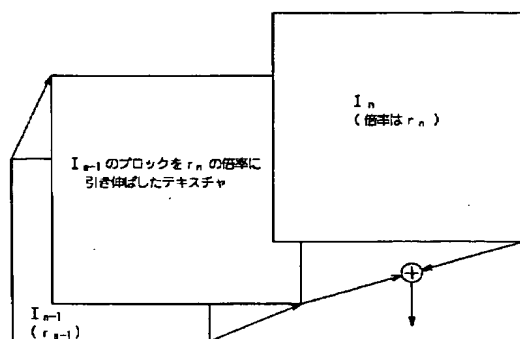 I n
( 倍率は r n )
I n-1 のブロックを r n の倍率に
引き伸ばしたテキスチャ
I n-1
( r n-1 )